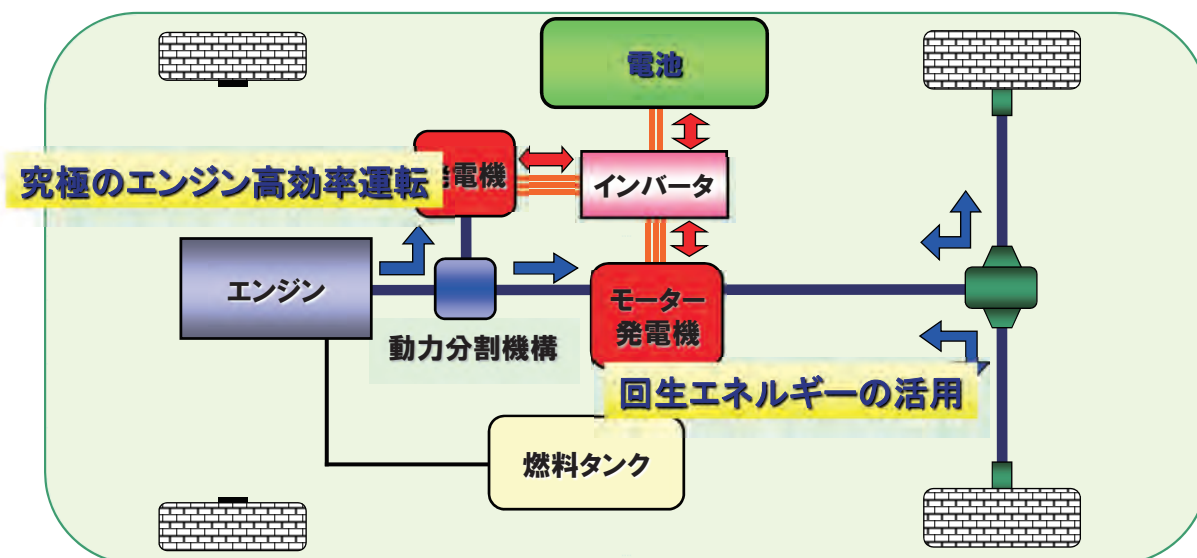 電池
究極のエンジン高効率運転
発電機
インバータ
エンジン
モーター
発電機
動力分割機構
回生エネルギーの活用
燃料タンク